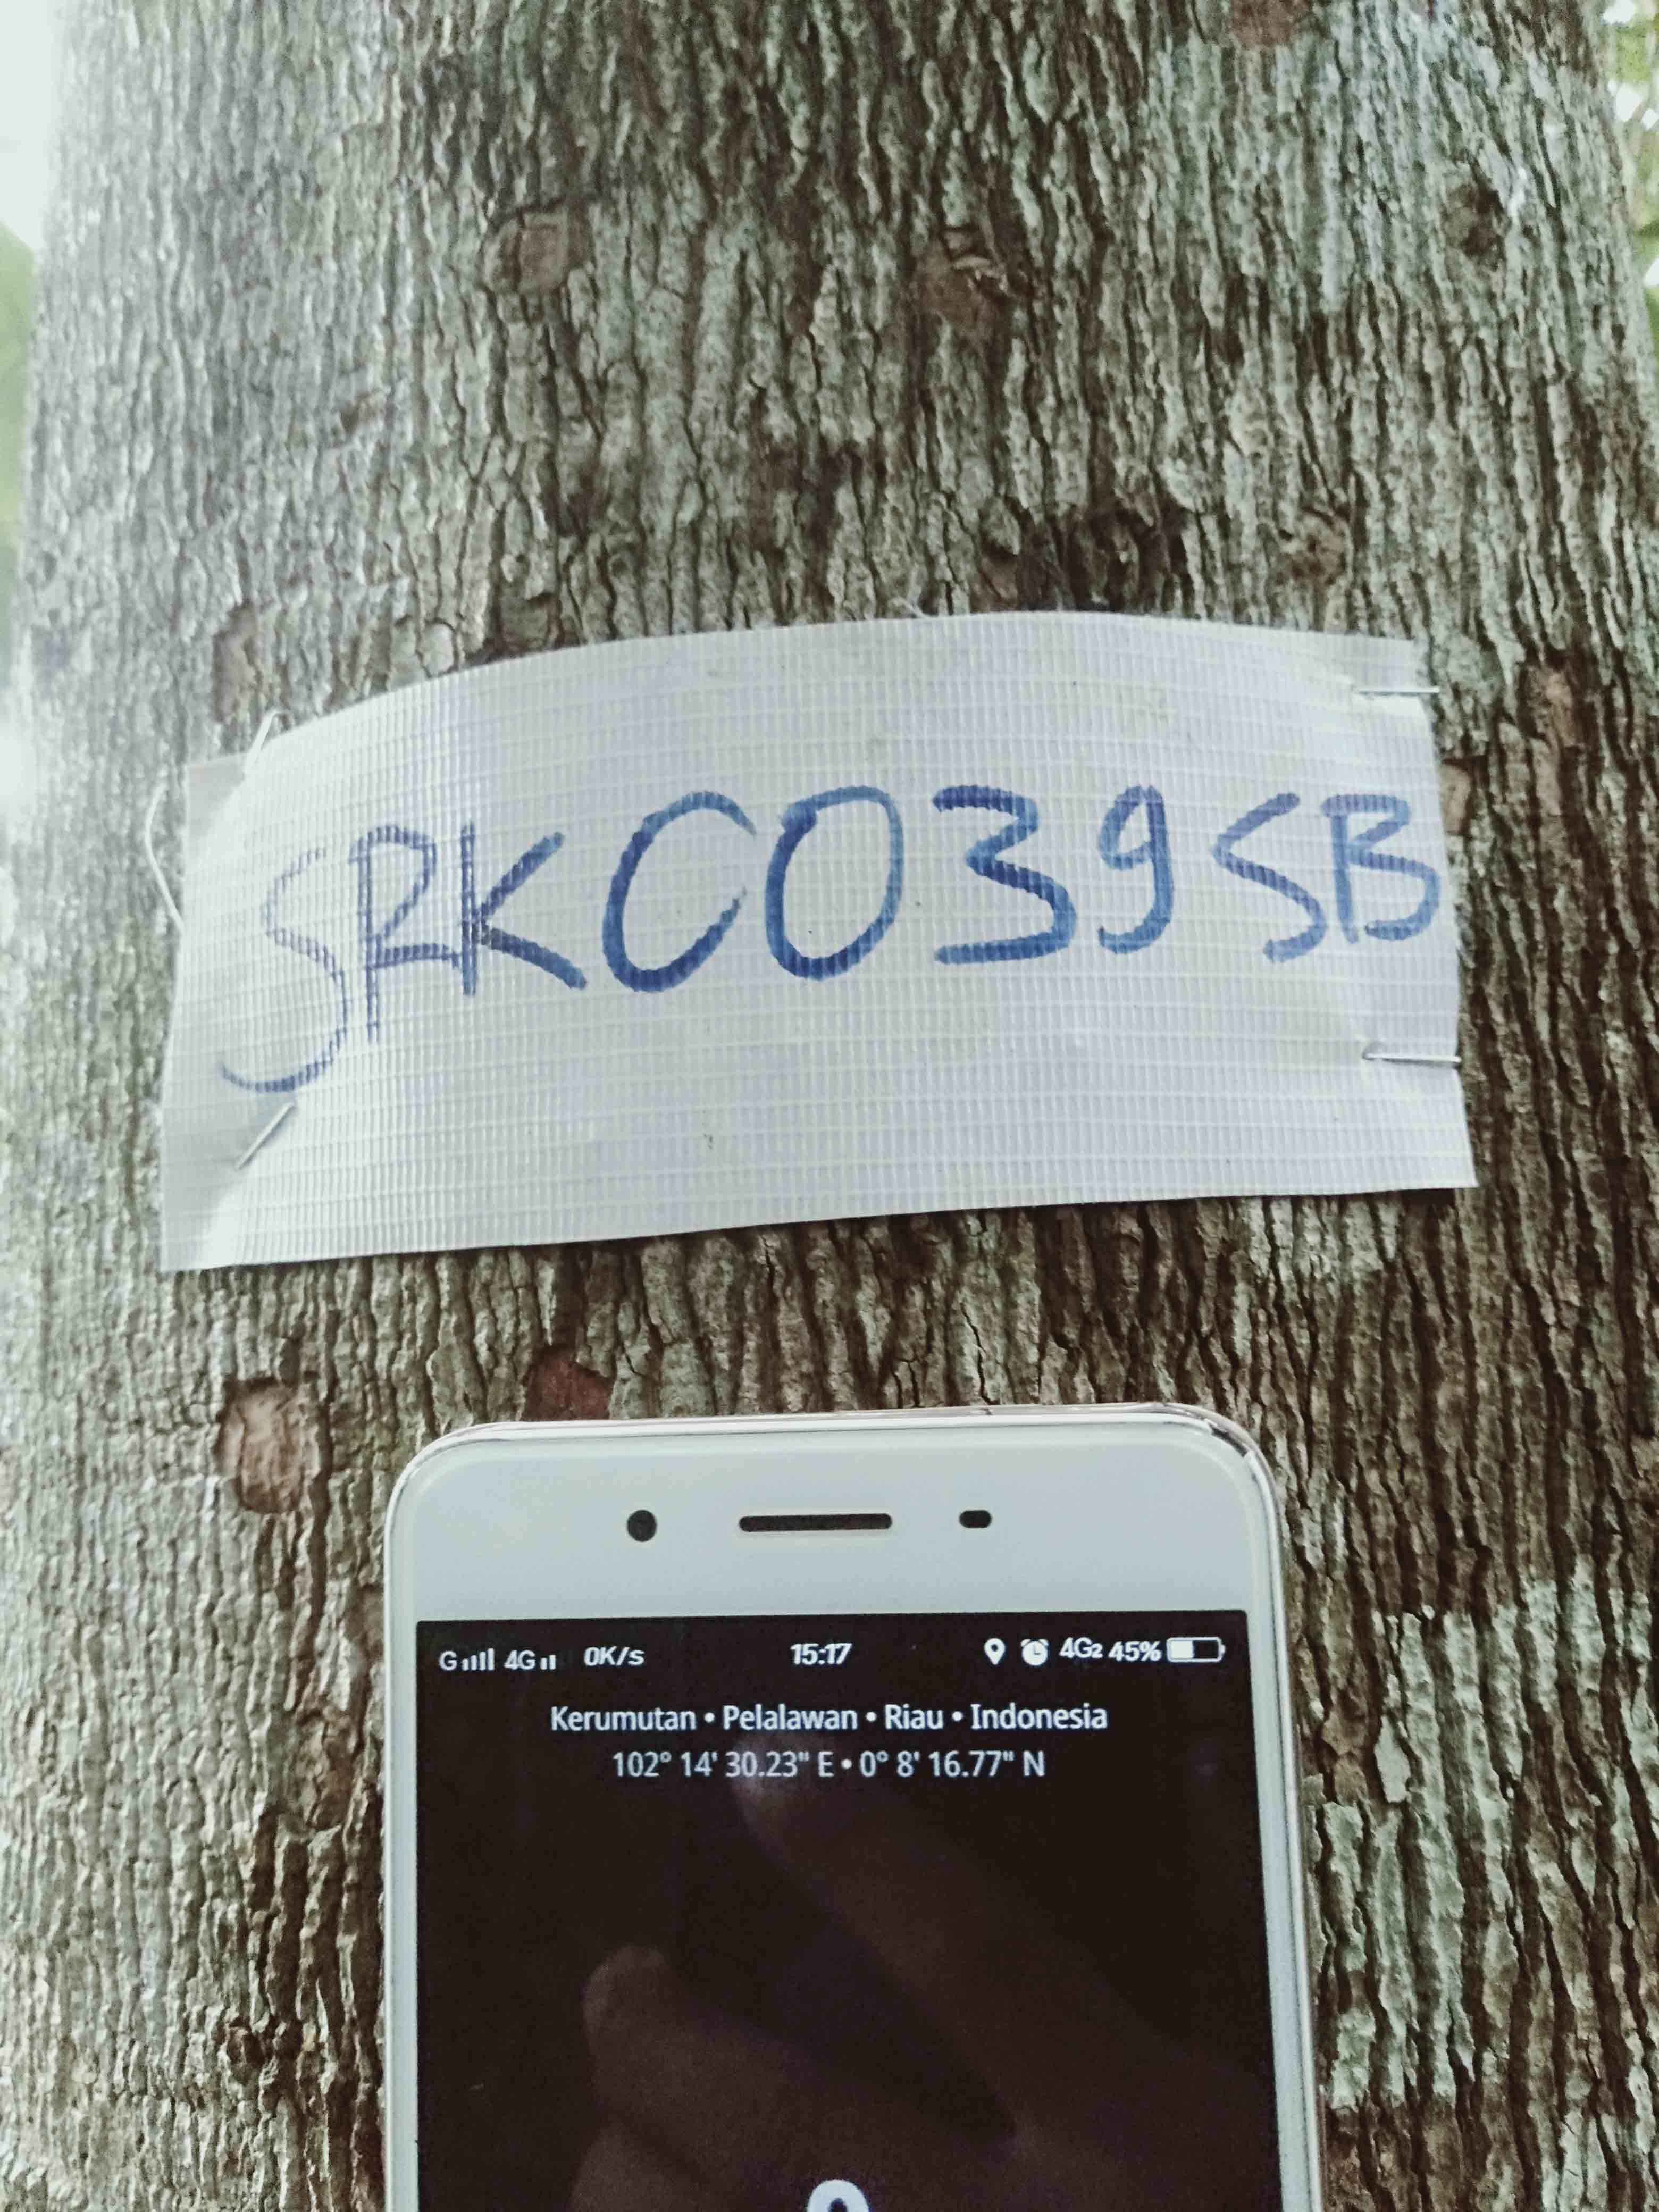 SRKC039SB
G 4G 0K/s 15:17 4G2 45%
Kerumutan • Pelalawan • Riau • Indonesia
102° 14' 30.23" E • 0° 8' 16.77" N